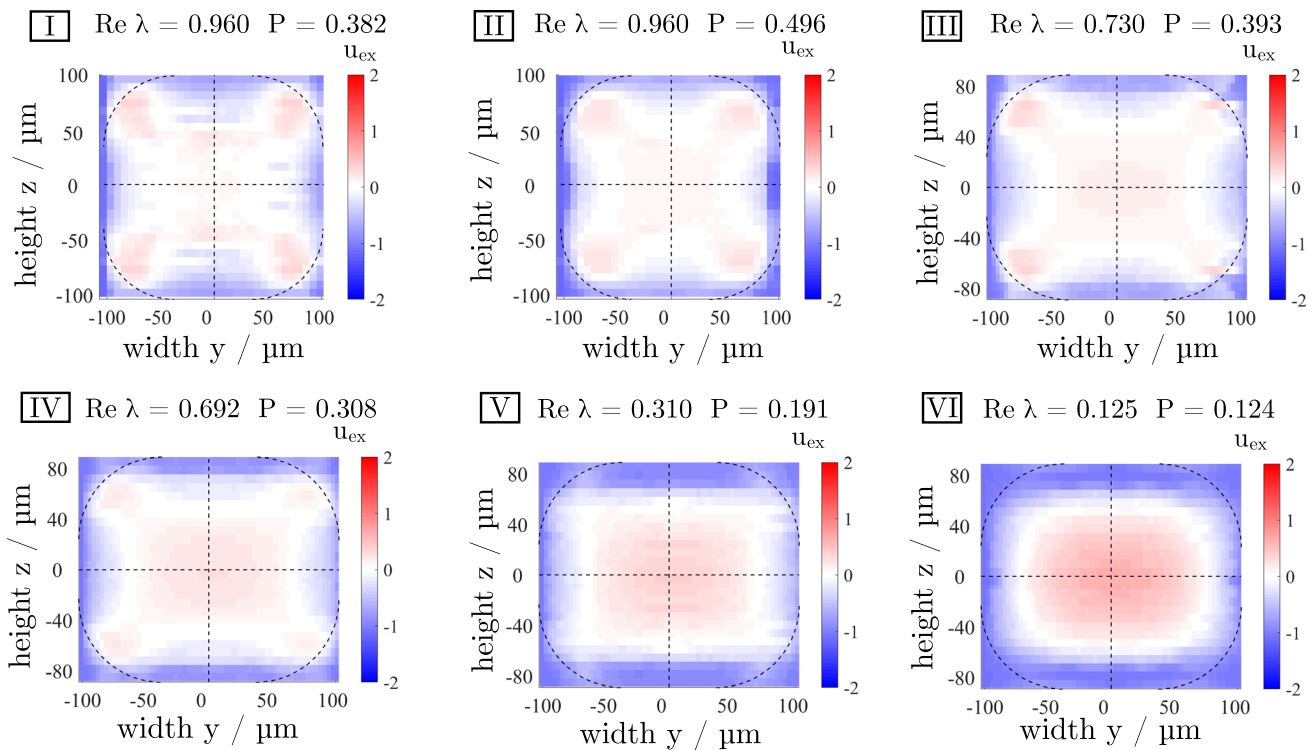 I Re λ = 0.960 P = 0.382
u_ex
100
50
0
-50
-100
height z / µm
-100 -50 0 50 100
width y / µm
2
1
0
-1
-2
II Re λ = 0.960 P = 0.496
u_ex
100
50
0
-50
-100
height z / µm
-100 -50 0 50 100
width y / µm
2
1
0
-1
-2
III Re λ = 0.730 P = 0.393
u_ex
80
40
0
-40
-80
height z / µm
-100 -50 0 50 100
width y / µm
2
1
0
-1
-2
IV Re λ = 0.692 P = 0.308
u_ex
80
40
0
-40
-80
height z / µm
-100 -50 0 50 100
width y / µm
2
1
0
-1
-2
V Re λ = 0.310 P = 0.191
u_ex
80
40
0
-40
-80
height z / µm
-100 -50 0 50 100
width y / µm
2
1
0
-1
-2
VI Re λ = 0.125 P = 0.124
u_ex
80
40
0
-40
-80
height z / µm
-100 -50 0 50 100
width y / µm
2
1
0
-1
-2